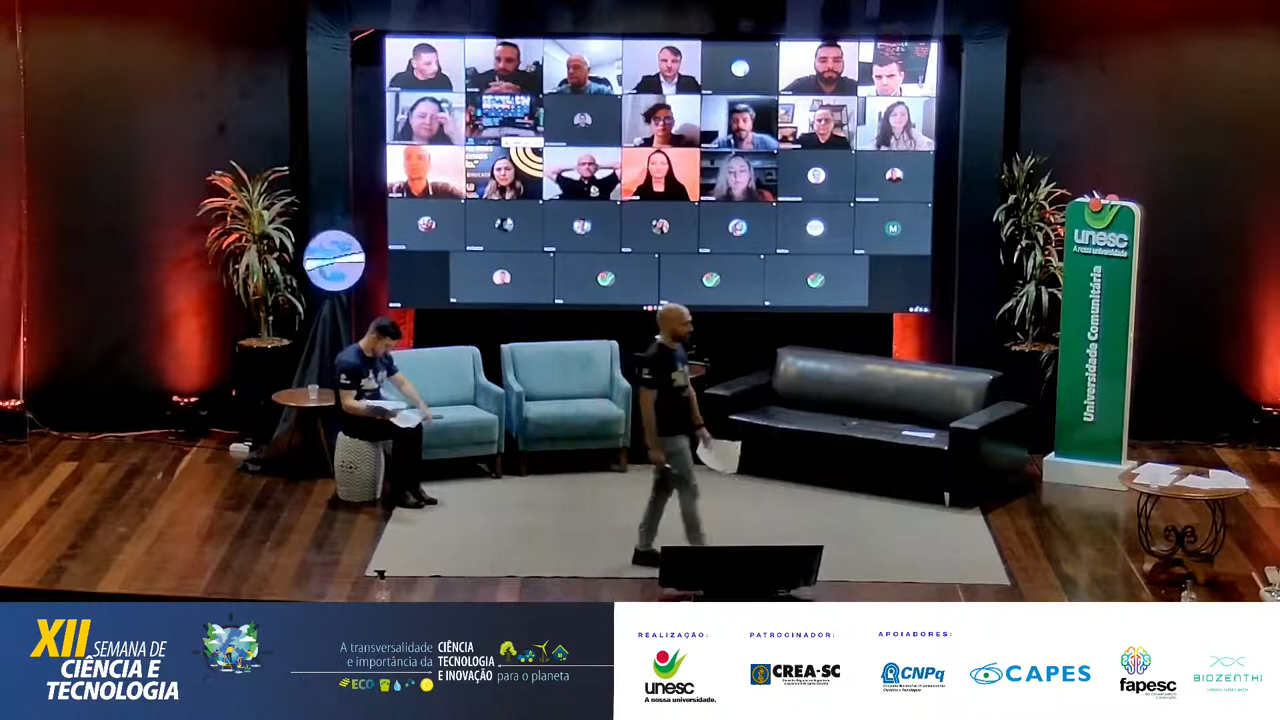 M
unesc
A nossa universidade
Universidade Comunitária
XII SEMANA DE
CIÊNCIA E
TECNOLOGIA
A transversalidade
e importância da
CIÊNCIA
TECNOLOGIA
E INOVAÇÃO
para o planeta
ECO
REALIZAÇÃO:
unesc
A nossa universidade.
PATROCINADOR:
CREA-SC
APOIADORES:
CNPq
CAPES
fapesc
BIOZENTHI